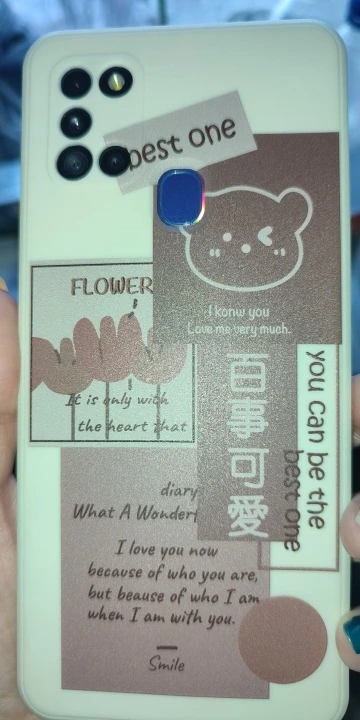 best one
I konw you
Love me very much.
FLOWER
It is only with
the heart that
百事可愛
you can be the
best one
diary
What A Wonderf
I love you now
because of who you are,
but beause of who I am
when I am with you.
Smile